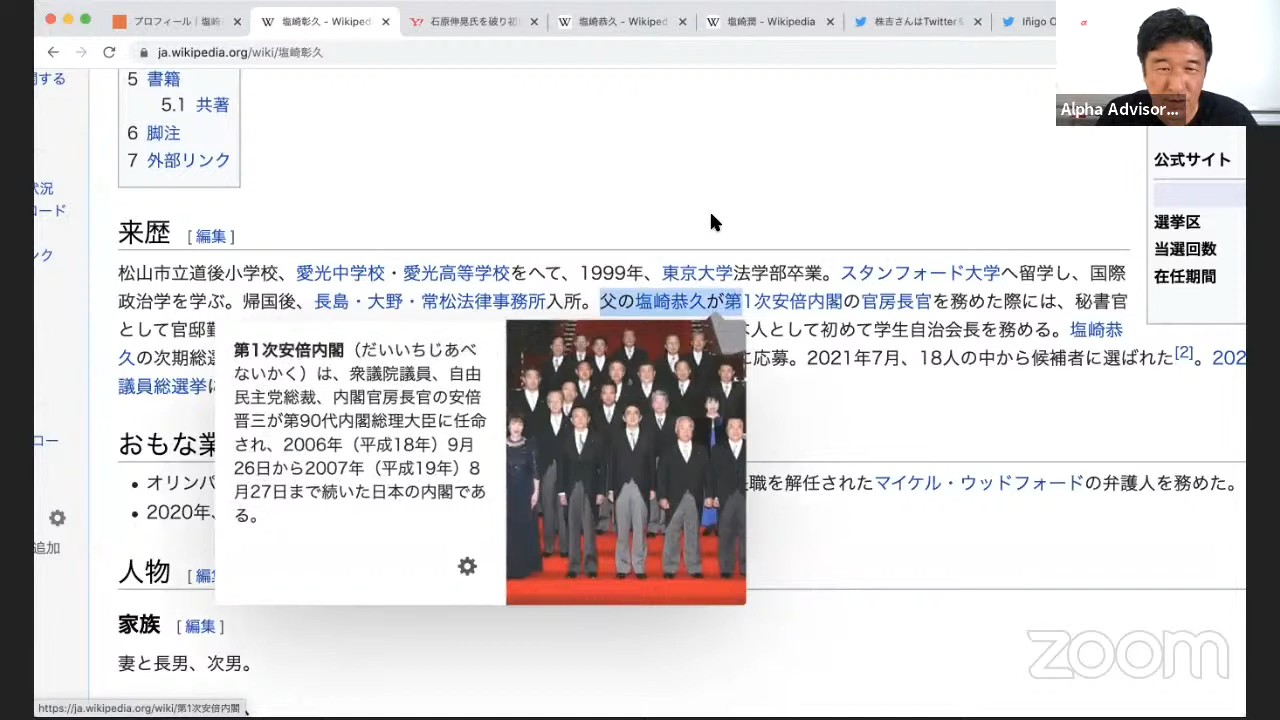 プロフィール | 塩崎
塩崎彰久 - Wikiped
石原伸晃氏を破り初
塩崎恭久 - Wikiped
塩崎潤 - Wikipedia
株吉さんはTwitter
Iñigo O
ja.wikipedia.org/wiki/塩崎彰久
Alpha Advisor...
関する
状況
ロード
ンク
追加
5 書籍
5.1 共著
6 脚注
7 外部リンク
公式サイト
選挙区
当選回数
在任期間
来歴 [編集]
松山市立道後小学校、愛光中学校・愛光高等学校をへて、1999年、東京大学法学部卒業。スタンフォード大学へ留学し、国際
政治学を学ぶ。帰国後、長島・大野・常松法律事務所入所。父の塩崎恭久が第1次安倍内閣の官房長官を務めた際には、秘書官
として官邸勤 人として初めて学生自治会長を務める。塩崎恭
久の次期総選 に応募。2021年7月、18人の中から候補者に選ばれた[2]。202
議員総選挙に
第1次安倍内閣（だいいちじあべ
ないかく）は、衆議院議員、自由
民主党総裁、内閣官房長官の安倍
晋三が第90代内閣総理大臣に任命
され、2006年（平成18年）9月
26日から2007年（平成19年）8
月27日まで続いた日本の内閣であ
る。
おもな業
• オリンパ 職を解任されたマイケル・ウッドフォードの弁護人を務めた。
• 2020年、
人物 [編
家族 [編集]
妻と長男、次男。
zoom
https://ja.wikipedia.org/wiki/第1次安倍内閣